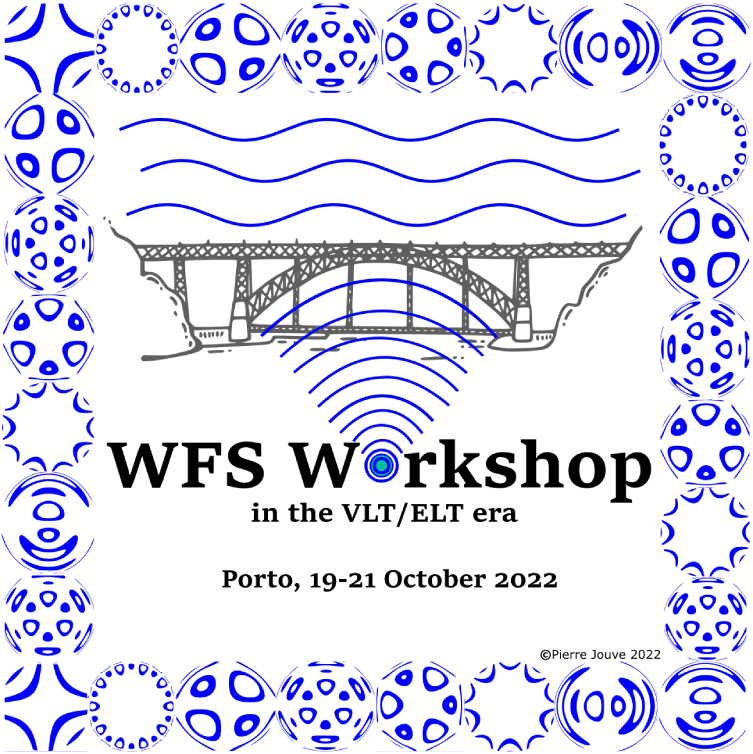 WFS Workshop
in the VLT/ELT era
Porto, 19-21 October 2022
©Pierre Jouve 2022